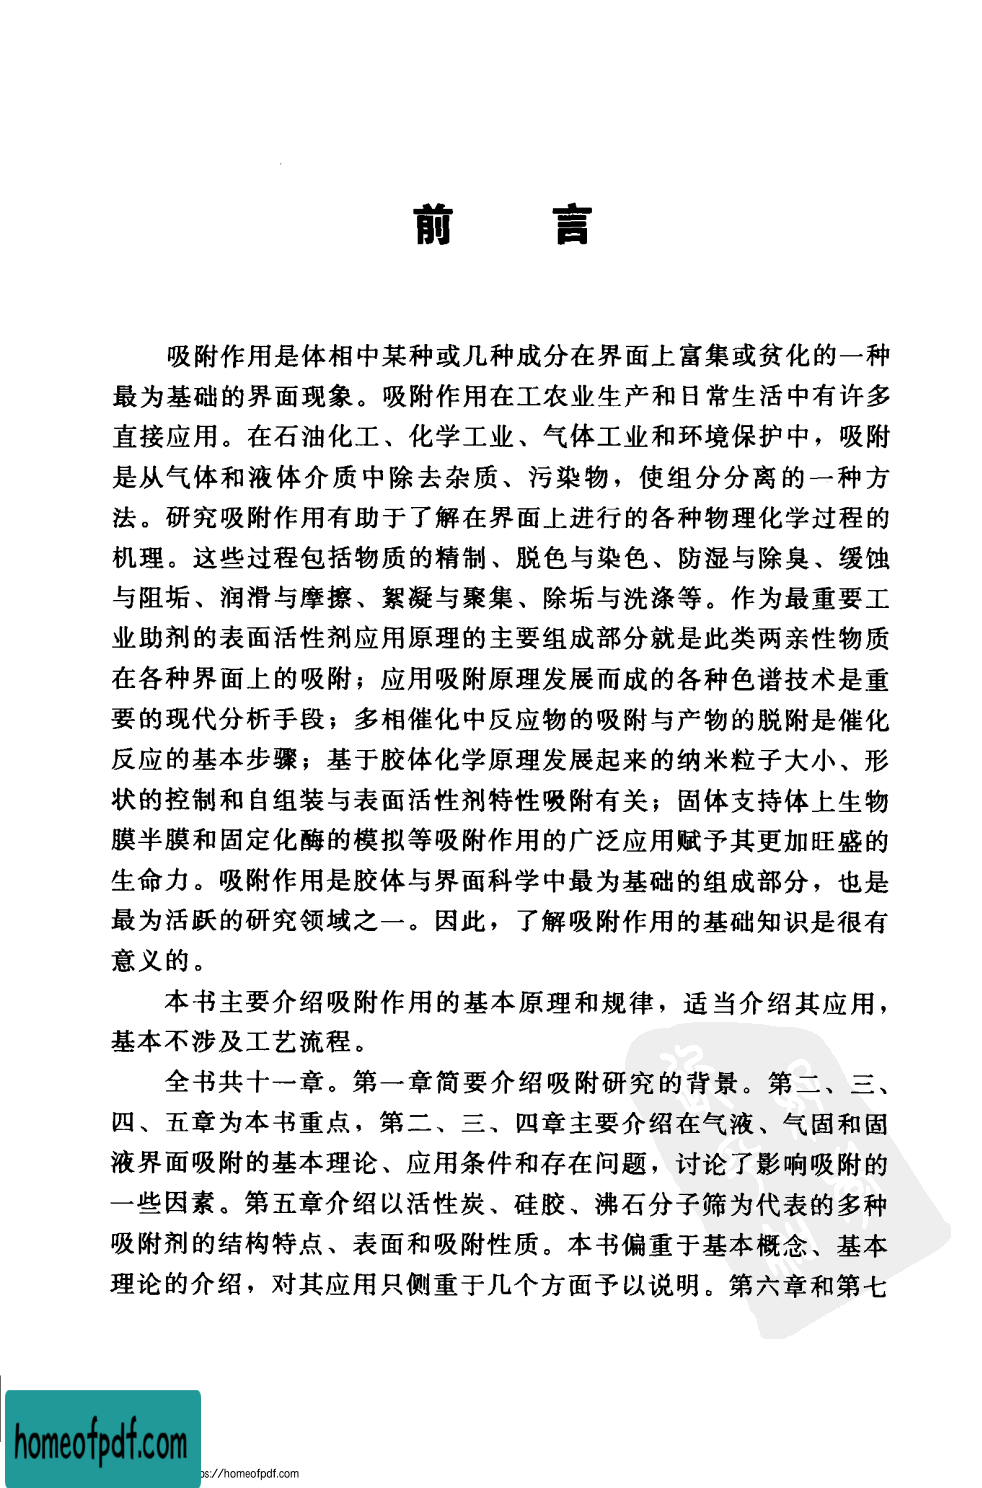 前 言
吸附作用是体相中某种或几种成分在界面上富集或贫化的一种
最为基础的界面现象。吸附作用在工农业生产和日常生活中有许多
直接应用。在石油化工、化学工业、气体工业和环境保护中，吸附
是从气体和液体介质中除去杂质、污染物，使组分分离的一种方
法。研究吸附作用有助于了解在界面上进行的各种物理化学过程的
机理。这些过程包括物质的精制、脱色与染色、防湿与除臭、缓蚀
与阻垢、润滑与摩擦、絮凝与聚集、除垢与洗涤等。作为最重要工
业助剂的表面活性剂应用原理的主要组成部分就是此类两亲性物质
在各种界面上的吸附；应用吸附原理发展而成的各种色谱技术是重
要的现代分析手段；多相催化中反应物的吸附与产物的脱附是催化
反应的基本步骤；基于胶体化学原理发展起来的纳米粒子大小、形
状的控制和自组装与表面活性剂特性吸附有关；固体支持体上生物
膜半膜和固定化酶的模拟等吸附作用的广泛应用赋予其更加旺盛的
生命力。吸附作用是胶体与界面科学中最为基础的组成部分，也是
最为活跃的研究领域之一。因此，了解吸附作用的基础知识是很有
意义的。
本书主要介绍吸附作用的基本原理和规律，适当介绍其应用，
基本不涉及工艺流程。
全书共十一章。第一章简要介绍吸附研究的背景。第二、三、
四、五章为本书重点，第二、三、四章主要介绍在气液、气固和固
液界面吸附的基本理论、应用条件和存在问题，讨论了影响吸附的
一些因素。第五章介绍以活性炭、硅胶、沸石分子筛为代表的多种
吸附剂的结构特点、表面和吸附性质。本书偏重于基本概念、基本
理论的介绍，对其应用只侧重于几个方面予以说明。第六章和第七
homeofpdf.com
ps://homeofpdf.com